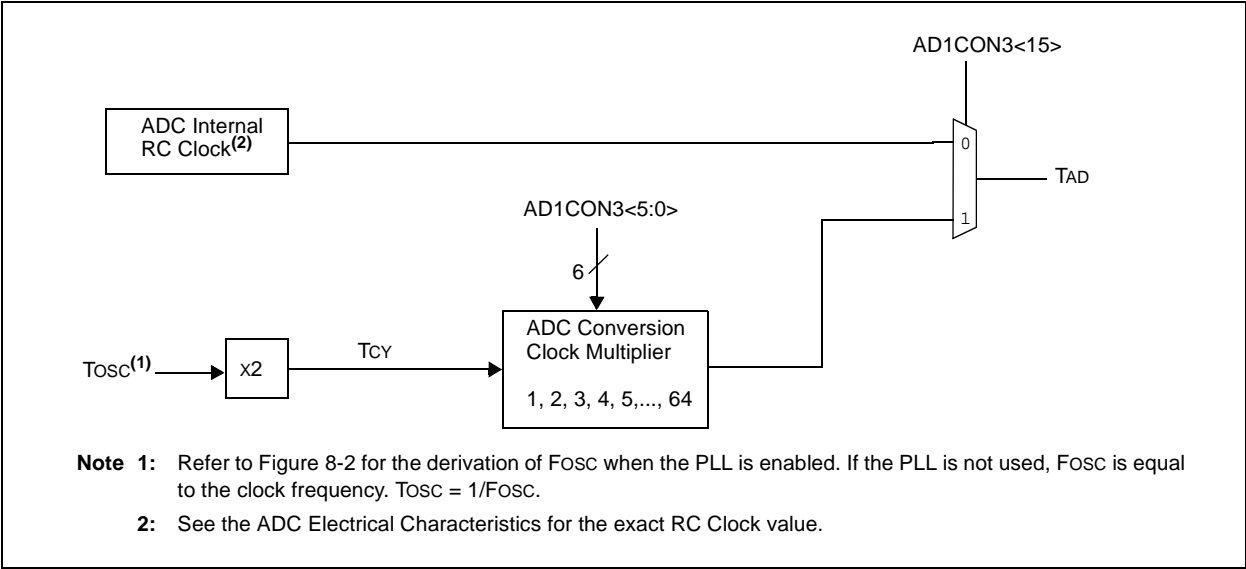 AD1CON3<15>
ADC Internal
RC Clock(2)
0
TAD
AD1CON3<5:0>
1
6
ADC Conversion
Clock Multiplier
1, 2, 3, 4, 5,..., 64
TOSC(1)
X2
TCY
Note 1: Refer to Figure 8-2 for the derivation of FOSC when the PLL is enabled. If the PLL is not used, FOSC is equal
to the clock frequency. TOSC = 1/FOSC.
2: See the ADC Electrical Characteristics for the exact RC Clock value.